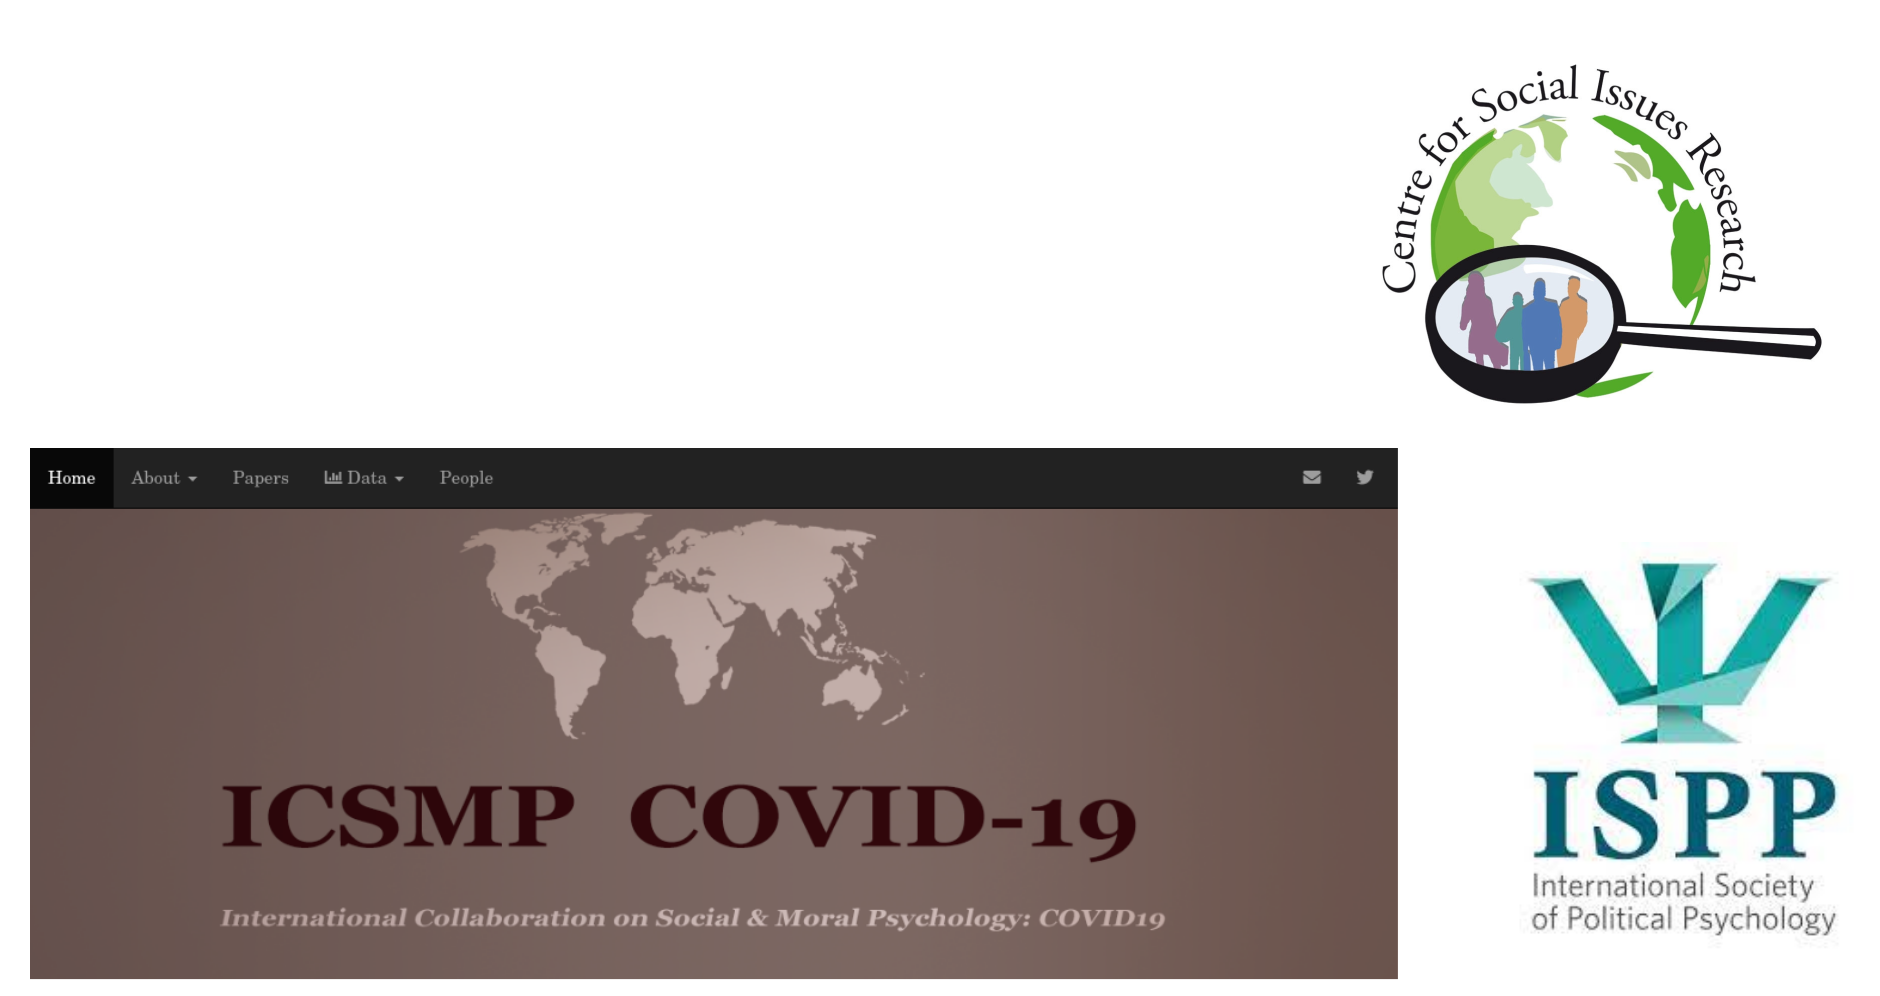 Centre for Social Issues Research
Home About Papers Data People
ICSMP COVID-19
International Collaboration on Social & Moral Psychology: COVID19
ISPP
International Society
of Political Psychology